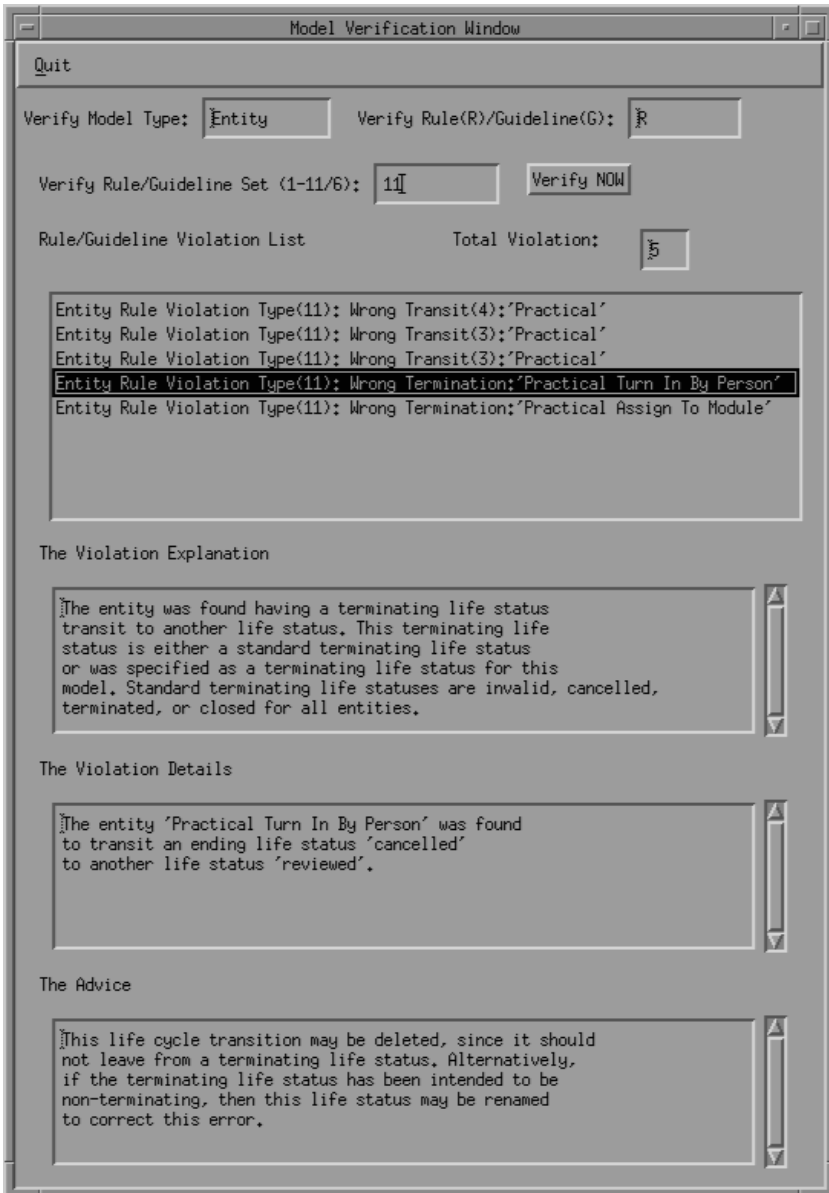 Model Verification Window
Quit
Verify Model Type: Entity Verify Rule(R)/Guideline(G): R
Verify Rule/Guideline Set (1-11/6): 11 Verify NOW
Rule/Guideline Violation List Total Violation: 5
Entity Rule Violation Type(11): Wrong Transit(4):'Practical'
Entity Rule Violation Type(11): Wrong Transit(3):'Practical'
Entity Rule Violation Type(11): Wrong Transit(3):'Practical'
Entity Rule Violation Type(11): Wrong Termination:'Practical Turn In By Person'
Entity Rule Violation Type(11): Wrong Termination:'Practical Assign To Module'
The Violation Explanation
The entity was found having a terminating life status
transit to another life status. This terminating life
status is either a standard terminating life status
or was specified as a terminating life status for this
model. Standard terminating life statuses are invalid, cancelled,
terminated, or closed for all entities.
The Violation Details
The entity 'Practical Turn In By Person' was found
to transit an ending life status 'cancelled'
to another life status 'reviewed'.
The Advice
This life cycle transition may be deleted, since it should
not leave from a terminating life status. Alternatively,
if the terminating life status has been intended to be
non-terminating, then this life status may be renamed
to correct this error.